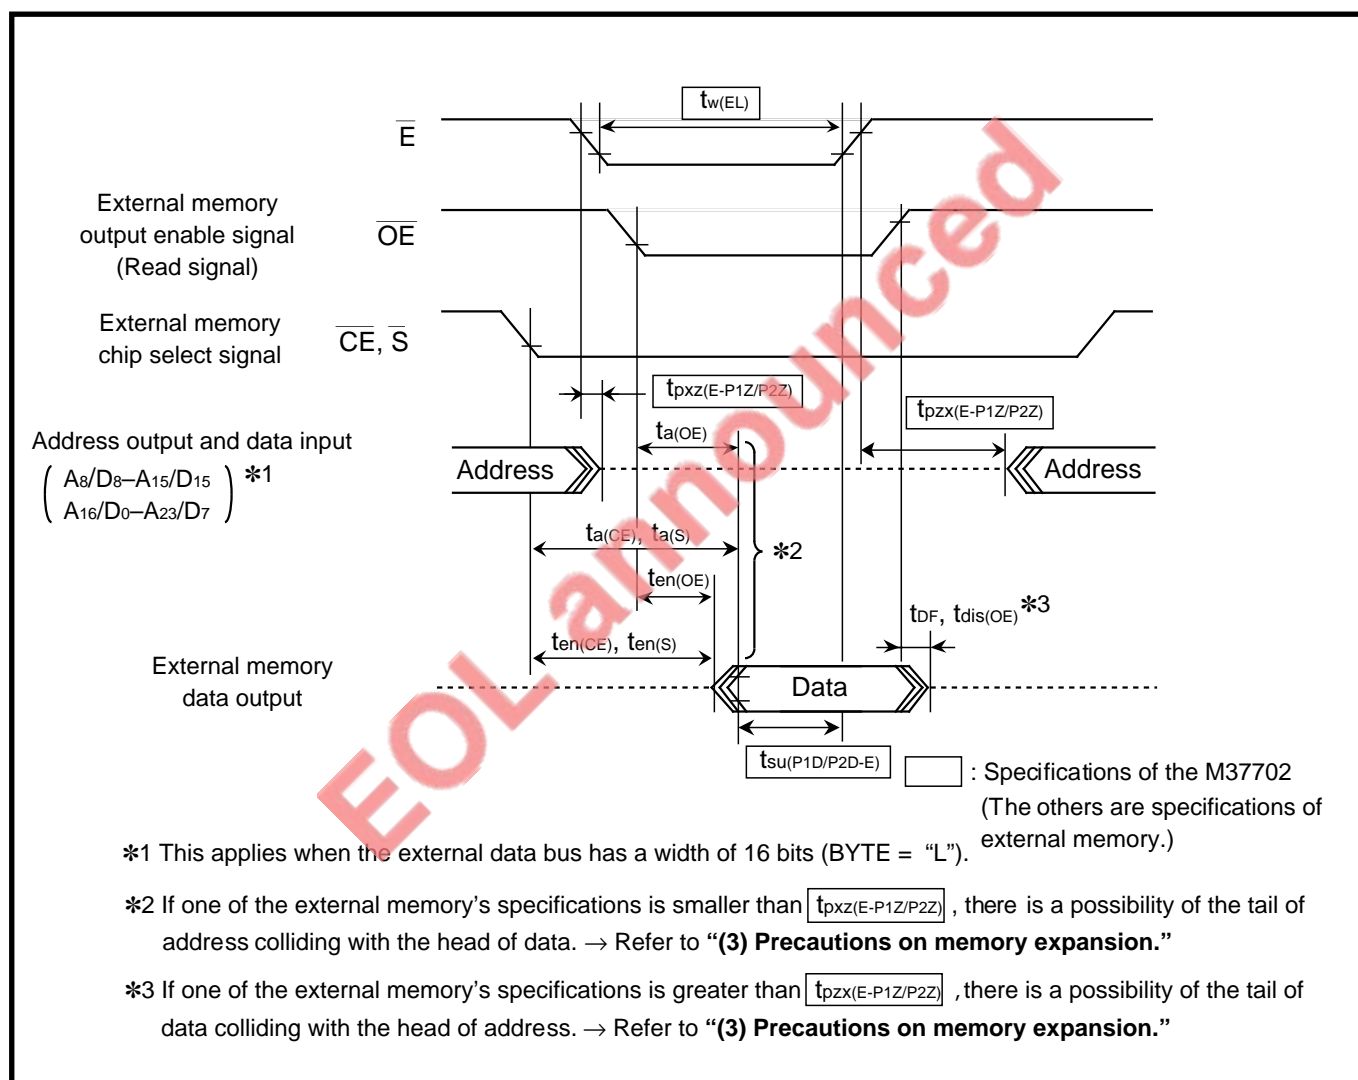 tw(EL)
E
External memory
output enable signal
(Read signal)
OE
External memory
chip select signal
CE, S
tpxz(E-P1Z/P2Z)
tpzx(E-P1Z/P2Z)
ta(OE)
Address output and data input
A8/D8–A15/D15
A16/D0–A23/D7
✻1
Address
Address
ta(CE), ta(S)
✻2
ten(OE)
tDF, tdis(OE)✻3
ten(CE), ten(S)
External memory
data output
Data
tsu(P1D/P2D-E)
: Specifications of the M37702
(The others are specifications of
external memory.)
✻1 This applies when the external data bus has a width of 16 bits (BYTE = “L”).
✻2 If one of the external memory’s specifications is smaller than tpxz(E-P1Z/P2Z) , there is a possibility of the tail of
address colliding with the head of data. → Refer to “(3) Precautions on memory expansion.”
✻3 If one of the external memory’s specifications is greater than tpzx(E-P1Z/P2Z) , there is a possibility of the tail of
data colliding with the head of address. → Refer to “(3) Precautions on memory expansion.”
EOL announced